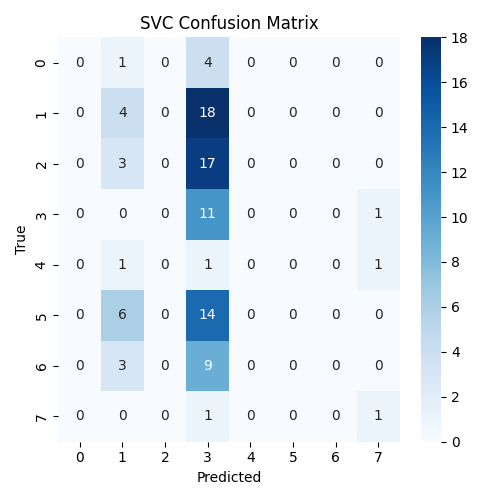 SVC Confusion Matrix
0 0 1 0 4 0 0 0 0
1 0 4 0 18 0 0 0 0
2 0 3 0 17 0 0 0 0
3 0 0 0 11 0 0 0 1
4 0 1 0 1 0 0 0 1
5 0 6 0 14 0 0 0 0
6 0 3 0 9 0 0 0 0
7 0 0 0 1 0 0 0 1
0 1 2 3 4 5 6 7
True
Predicted
18
16
14
12
10
8
6
4
2
0